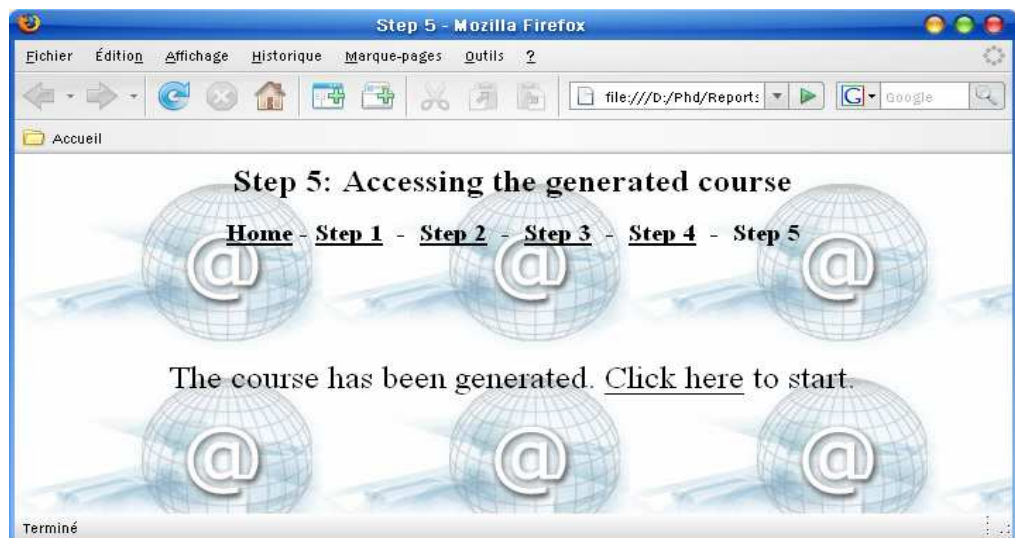 Step 5 - Mozilla Firefox
Fichier Édition Affichage Historique Marque-pages Outils ?
file:///D:/Phd/Reports G Google
Accueil
Step 5: Accessing the generated course
Home - Step 1 - Step 2 - Step 3 - Step 4 - Step 5
@ @ @
The course has been generated. Click here to start.
@ @ @
Terminé